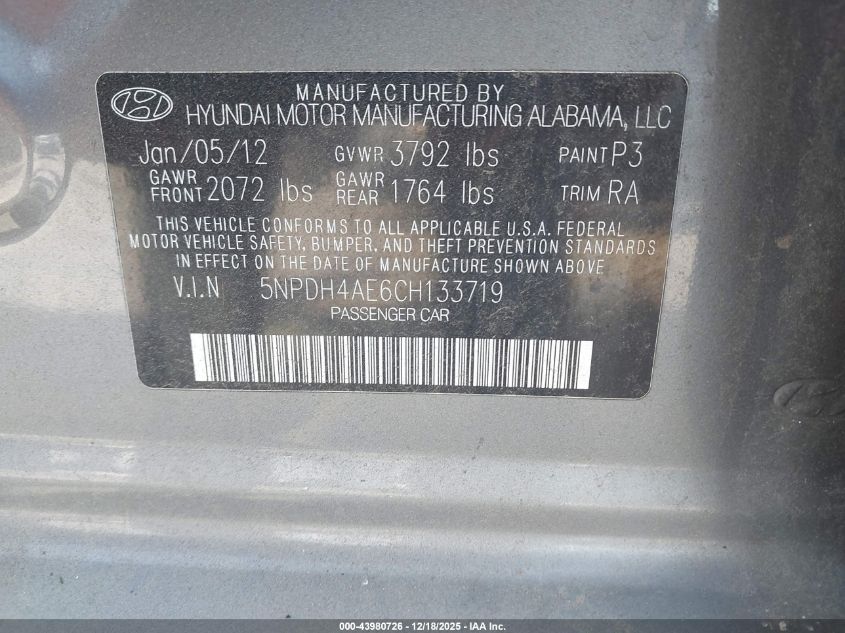 MANUFACTURED BY
HYUNDAI MOTOR MANUFACTURING ALABAMA, LLC
Jan/05/12 GVWR 3792 lbs PAINT P3
GAWR FRONT 2072 lbs GAWR REAR 1764 lbs TRIM RA
THIS VEHICLE CONFORMS TO ALL APPLICABLE U.S.A. FEDERAL
MOTOR VEHICLE SAFETY, BUMPER, AND THEFT PREVENTION STANDARDS
IN EFFECT ON THE DATE OF MANUFACTURE SHOWN ABOVE
V.I.N 5NPDH4AE6CH133719
PASSENGER CAR
000-43980726 - 12/18/2025 - IAA Inc.